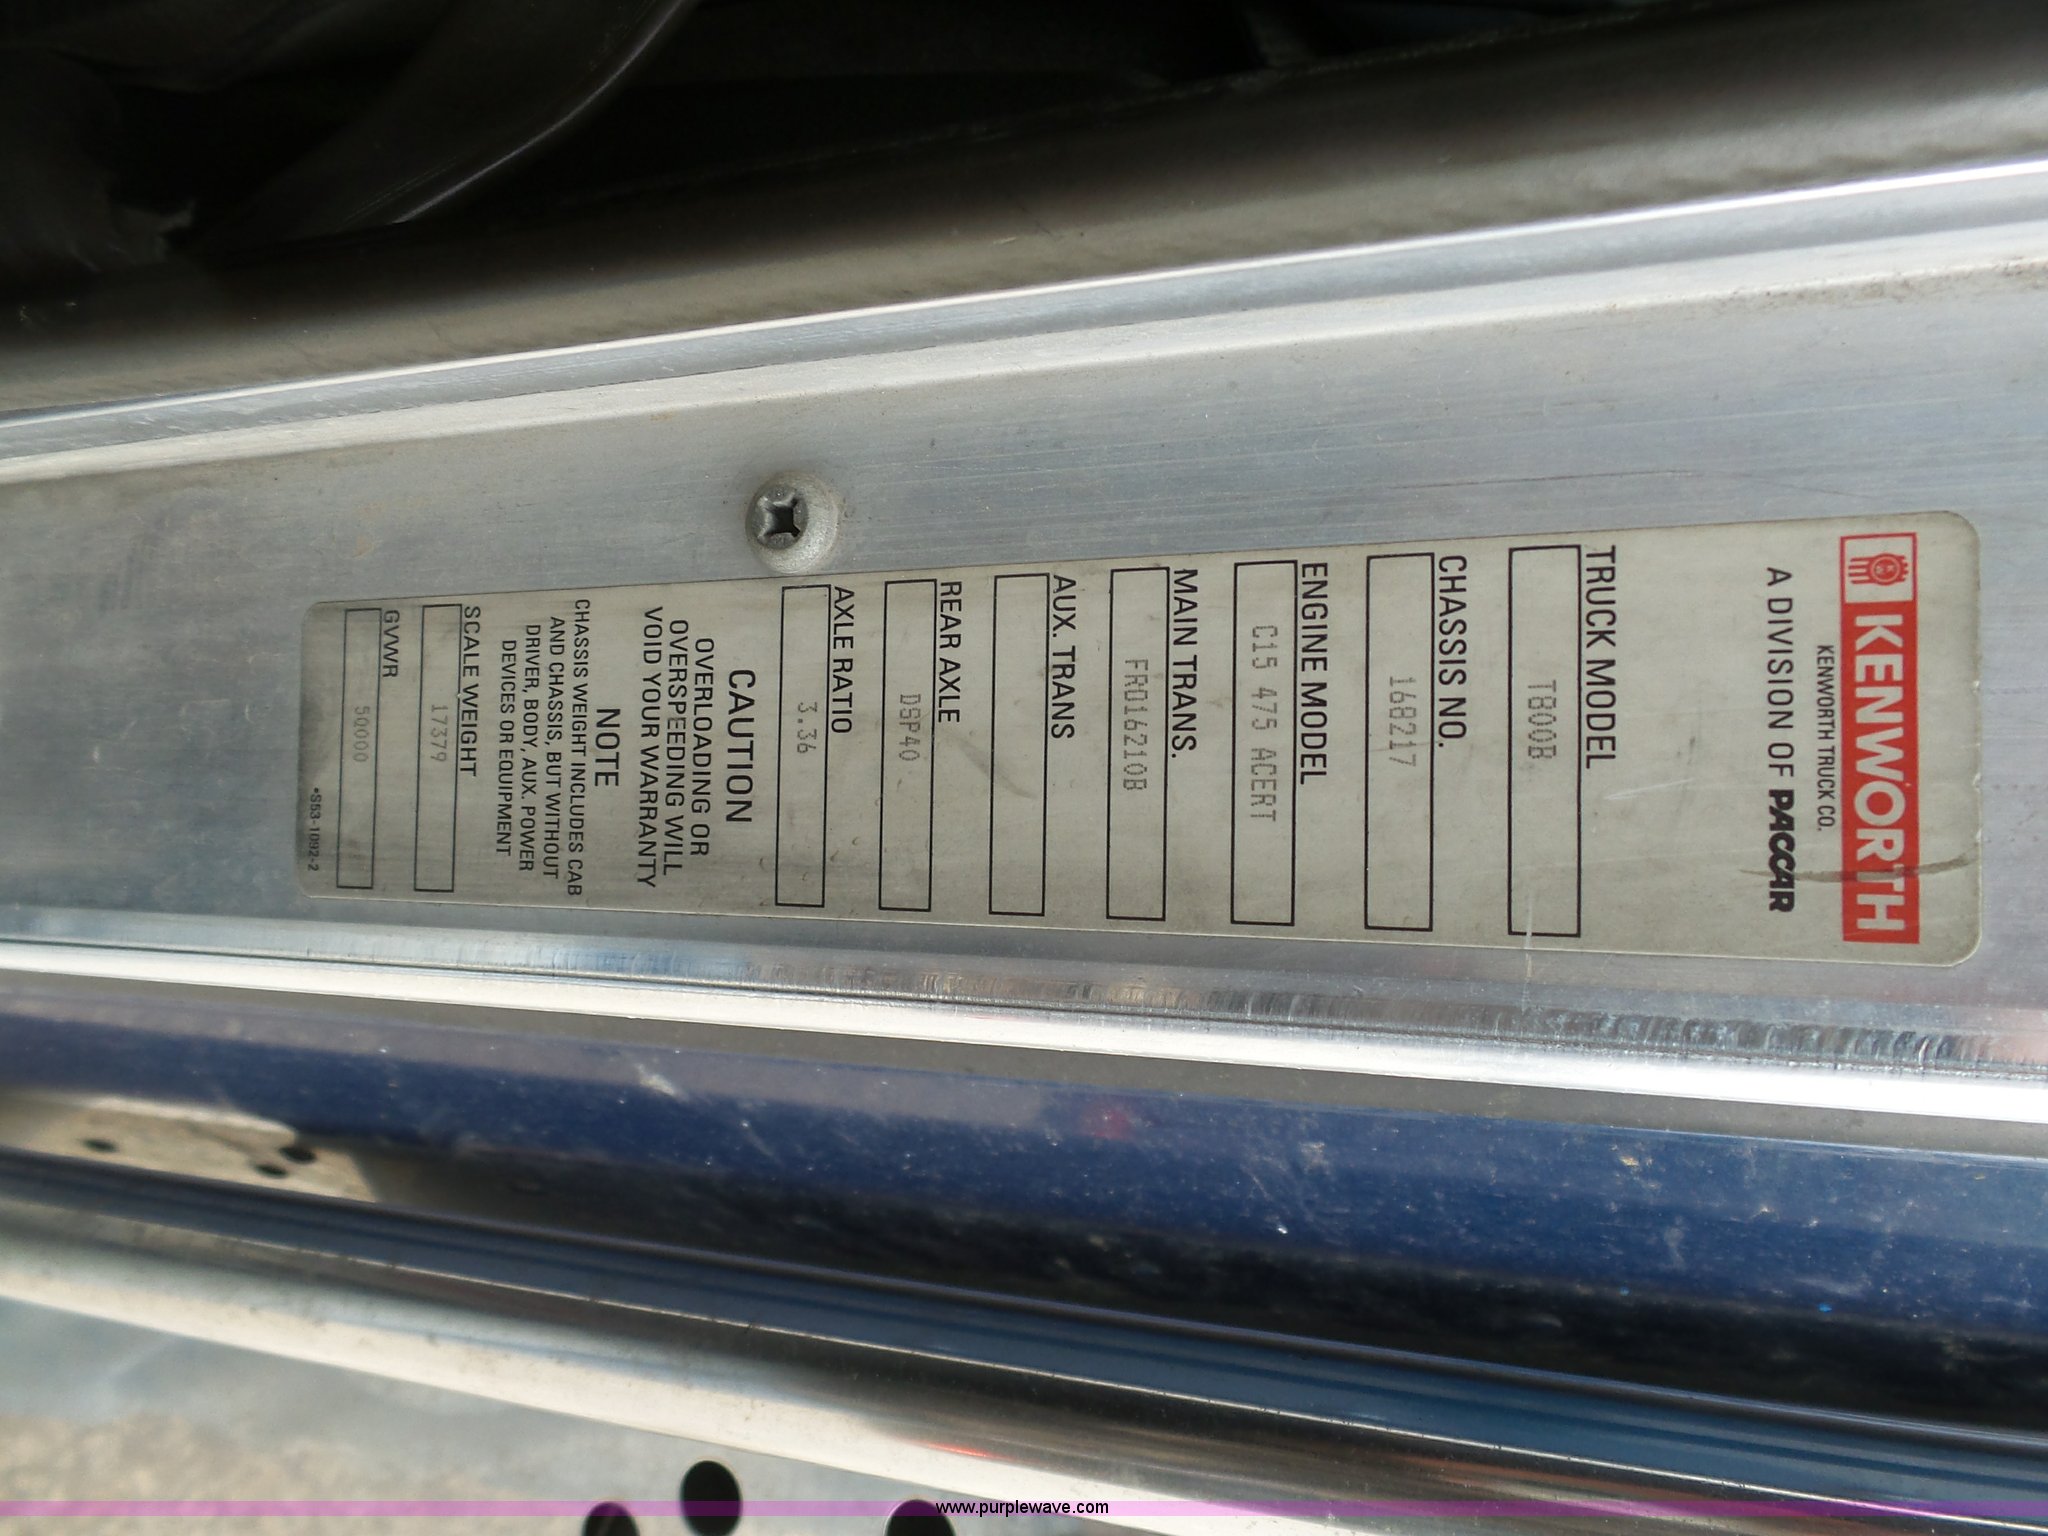 KENWORTH
KENWORTH TRUCK CO.
A DIVISION OF PACCAR
TRUCK MODEL
T800B
CHASSIS NO.
168217
ENGINE MODEL
C15 475 ACERT
MAIN TRANS.
FRO16210B
AUX. TRANS
REAR AXLE
DSP40
AXLE RATIO
3.36
CAUTION
OVERLOADING OR
OVERSPEEDING WILL
VOID YOUR WARRANTY
NOTE
CHASSIS WEIGHT INCLUDES CAB
AND CHASSIS, BUT WITHOUT
DRIVER, BODY, AUX. POWER
DEVICES OR EQUIPMENT
SCALE WEIGHT
17379
GVWR
50000
•S53-1092-2
www.purplewave.com